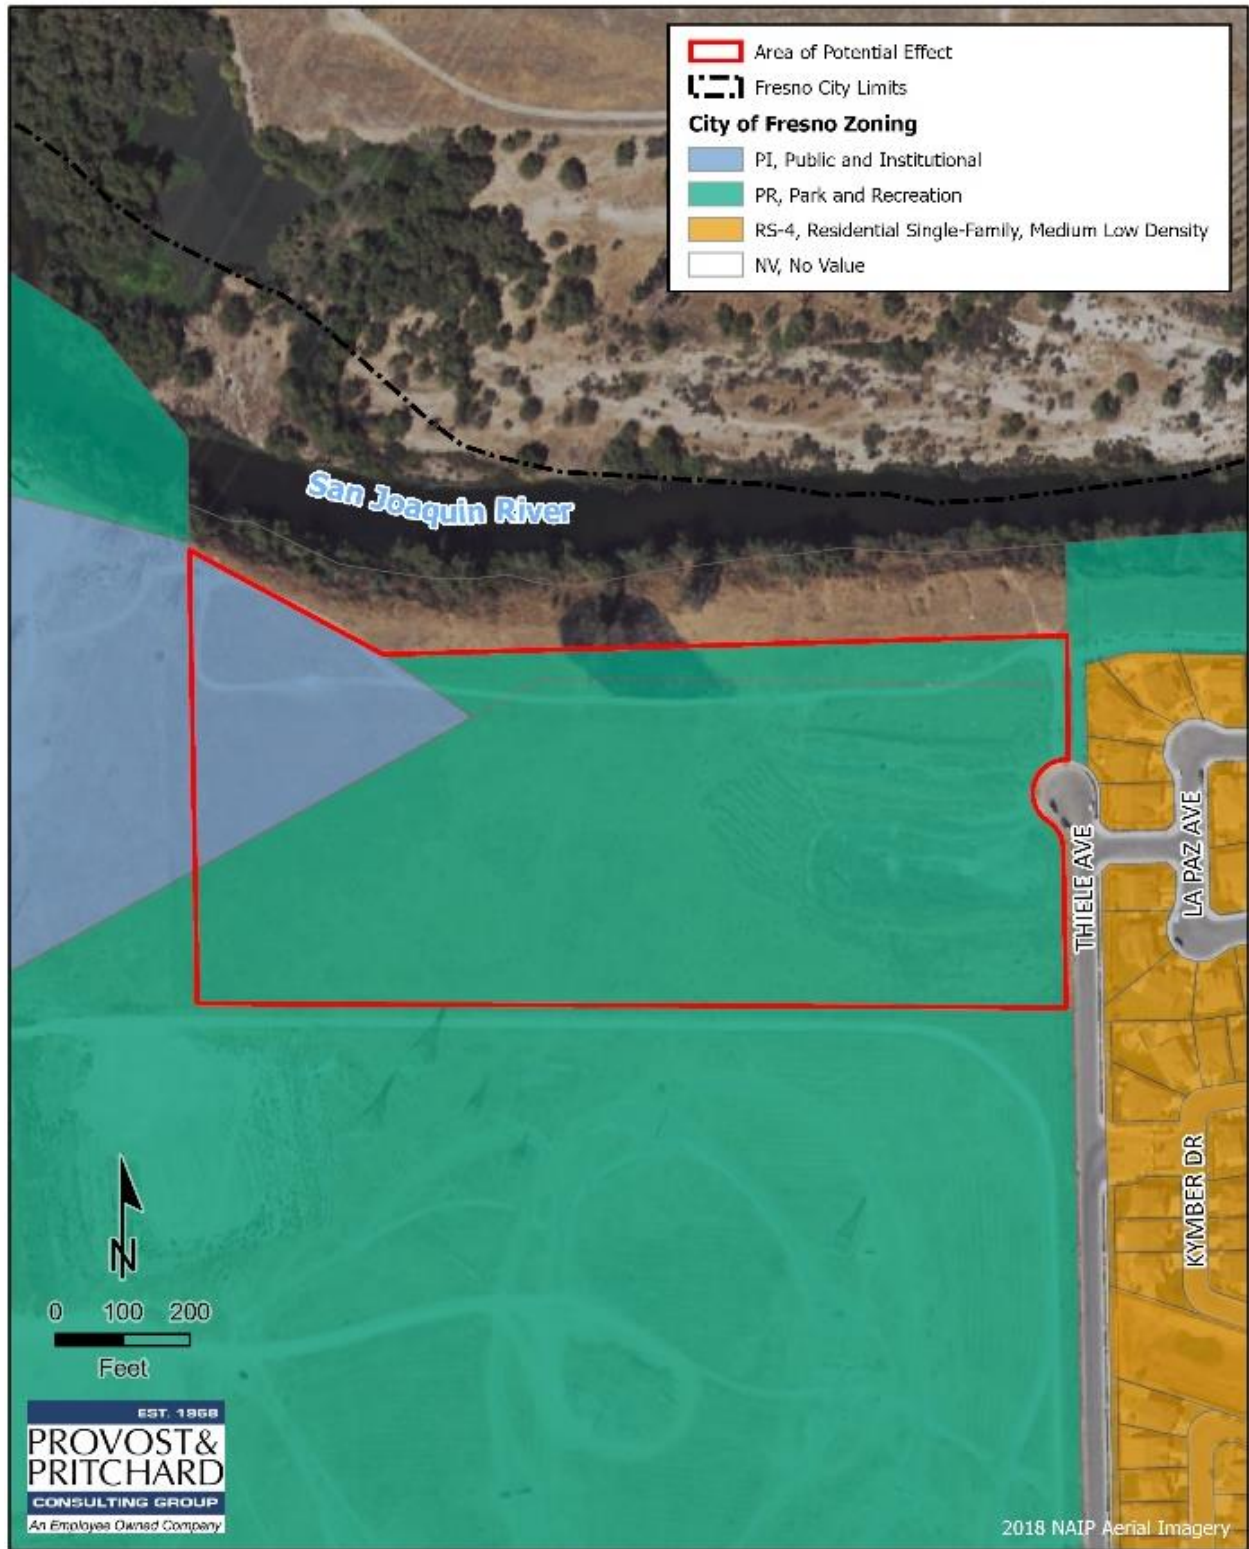 Area of Potential Effect
Fresno City Limits
City of Fresno Zoning
PI, Public and Institutional
PR, Park and Recreation
RS-4, Residential Single-Family, Medium Low Density
NV, No Value
San Joaquin River
THIELE AVE
LA PAZ AVE
KYMBER DR
N
0 100 200
Feet
EST. 1968
PROVOST&
PRITCHARD
CONSULTING GROUP
An Employee Owned Company
2018 NAIP Aerial Imagery